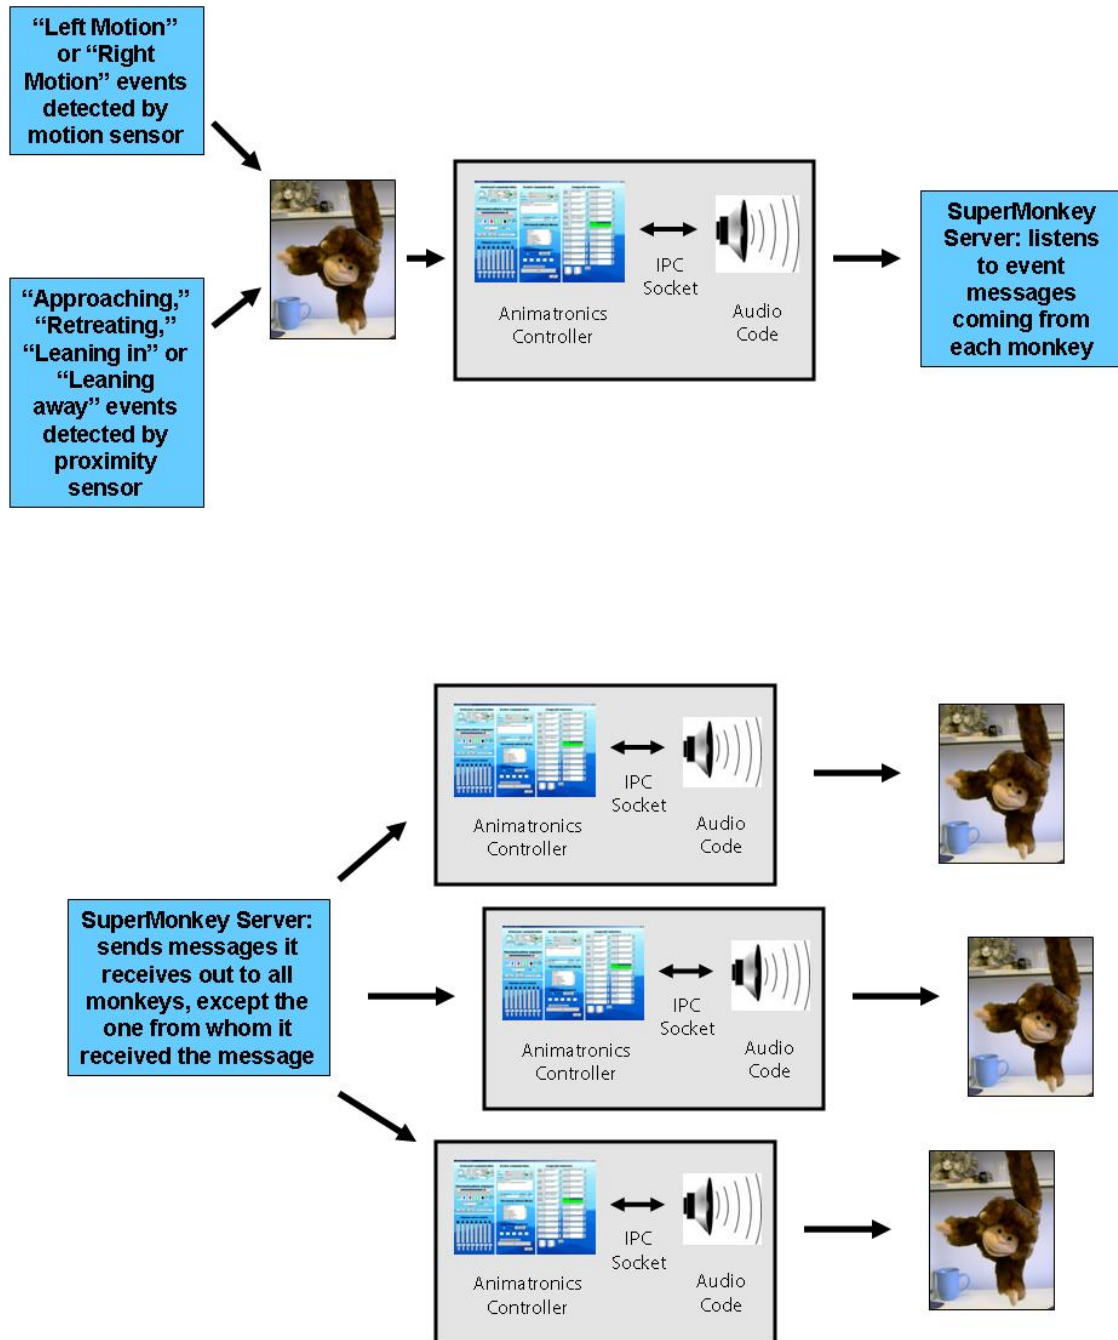 “Left Motion”
or “Right
Motion” events
detected by
motion sensor
“Approaching,”
“Retreating,”
“Leaning in” or
“Leaning
away” events
detected by
proximity
sensor
IPC
Socket
Animatronics
Controller
Audio
Code
SuperMonkey
Server: listens
to event
messages
coming from
each monkey
SuperMonkey Server:
sends messages it
receives out to all
monkeys, except the
one from whom it
received the message
IPC
Socket
Animatronics
Controller
Audio
Code
IPC
Socket
Animatronics
Controller
Audio
Code
IPC
Socket
Animatronics
Controller
Audio
Code